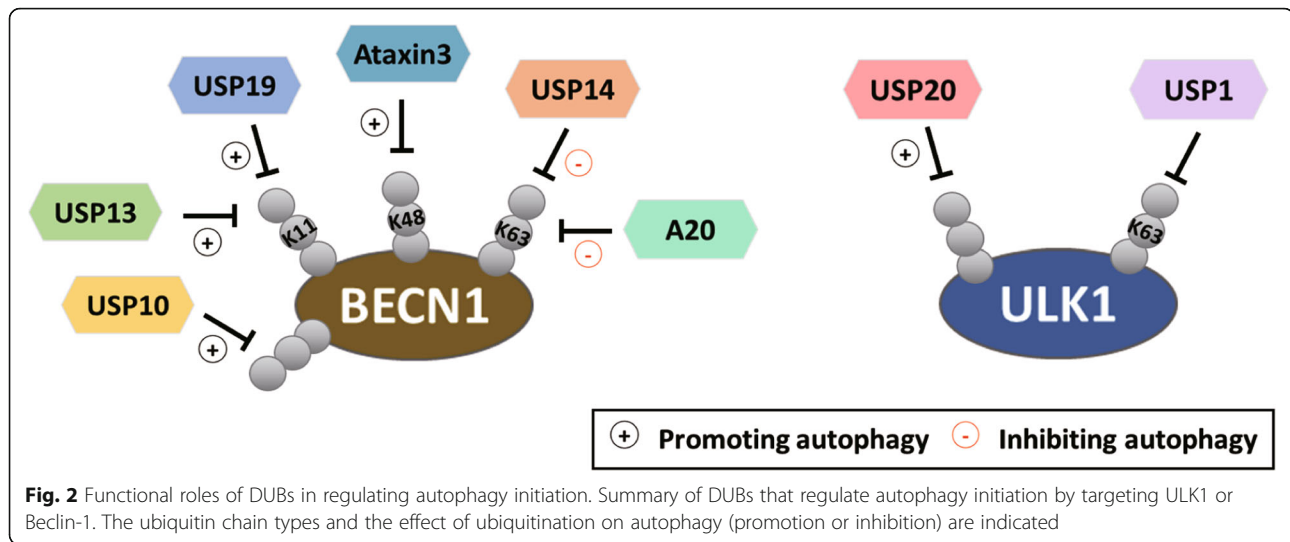 Ataxin3
USP19
USP14
USP20
USP1
+
+
-
+
USP13
+
K11
K48
K63
-
A20
K63
USP10
+
BECN1
ULK1
+ Promoting autophagy - Inhibiting autophagy
Fig. 2 Functional roles of DUBs in regulating autophagy initiation. Summary of DUBs that regulate autophagy initiation by targeting ULK1 or
Beclin-1. The ubiquitin chain types and the effect of ubiquitination on autophagy (promotion or inhibition) are indicated